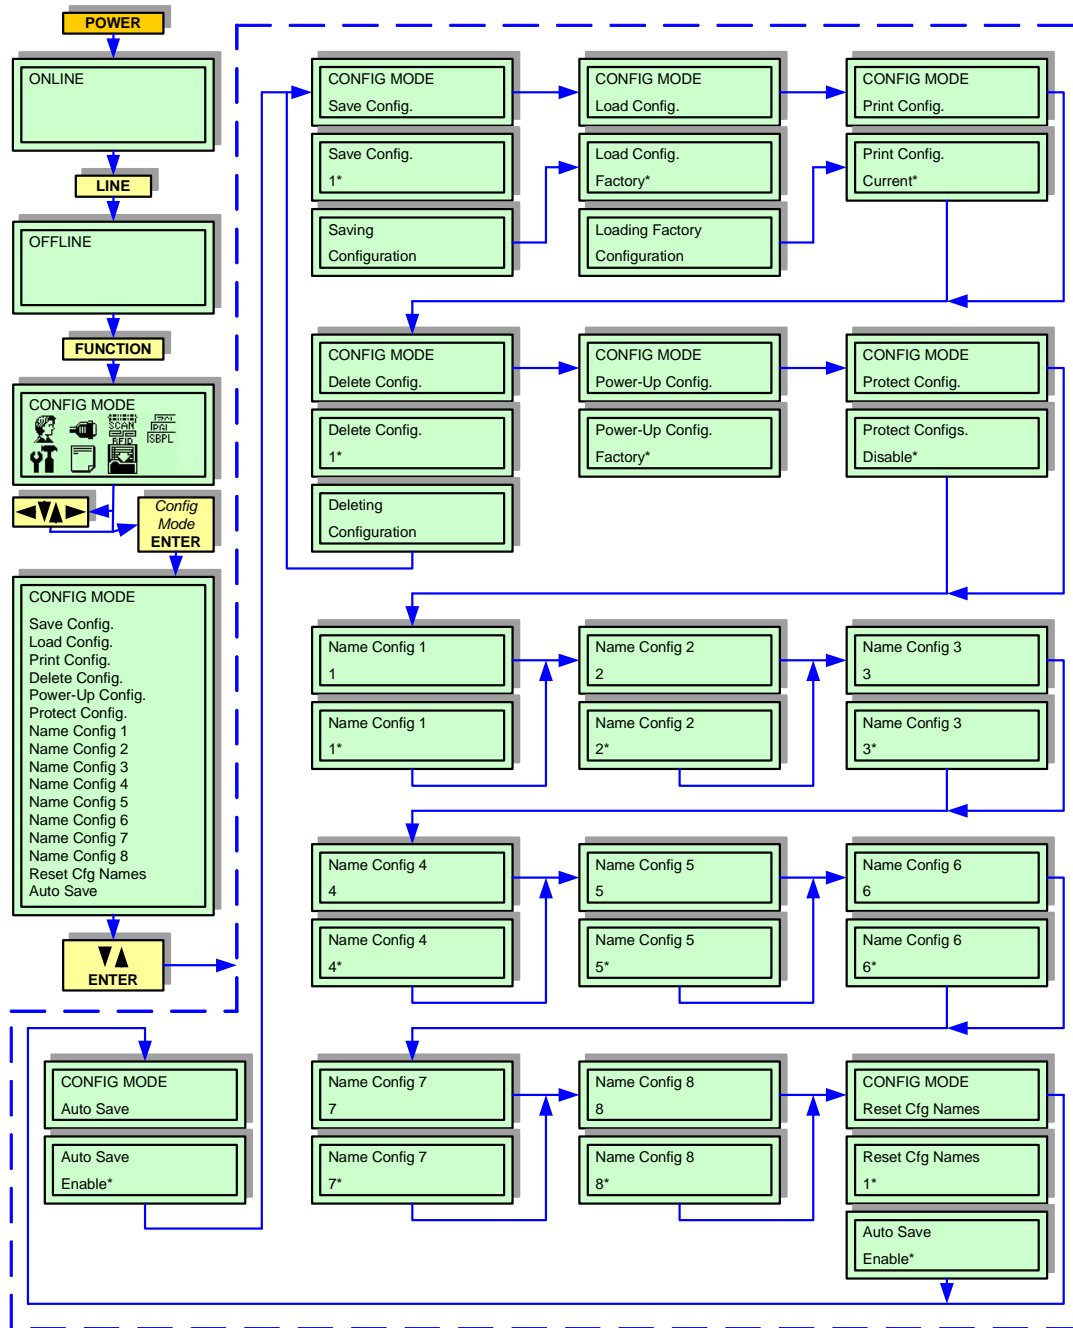 POWER
ONLINE
LINE
OFFLINE
FUNCTION
CONFIG MODE
SCAN
RFID
PGL
SBPL
Config
Mode
ENTER
CONFIG MODE
Save Config.
Load Config.
Print Config.
Delete Config.
Power-Up Config.
Protect Config.
Name Config 1
Name Config 2
Name Config 3
Name Config 4
Name Config 5
Name Config 6
Name Config 7
Name Config 8
Reset Cfg Names
Auto Save
ENTER
CONFIG MODE
Save Config.
Save Config.
1*
Saving
Configuration
CONFIG MODE
Load Config.
Load Config.
Factory*
Loading Factory
Configuration
CONFIG MODE
Print Config.
Print Config.
Current*
CONFIG MODE
Delete Config.
Delete Config.
1*
Deleting
Configuration
CONFIG MODE
Power-Up Config.
Power-Up Config.
Factory*
CONFIG MODE
Protect Config.
Protect Configs.
Disable*
Name Config 1
1
Name Config 1
1*
Name Config 2
2
Name Config 2
2*
Name Config 3
3
Name Config 3
3*
Name Config 4
4
Name Config 4
4*
Name Config 5
5
Name Config 5
5*
Name Config 6
6
Name Config 6
6*
Name Config 7
7
Name Config 7
7*
Name Config 8
8
Name Config 8
8*
CONFIG MODE
Reset Cfg Names
Reset Cfg Names
1*
Auto Save
Enable*
CONFIG MODE
Auto Save
Auto Save
Enable*